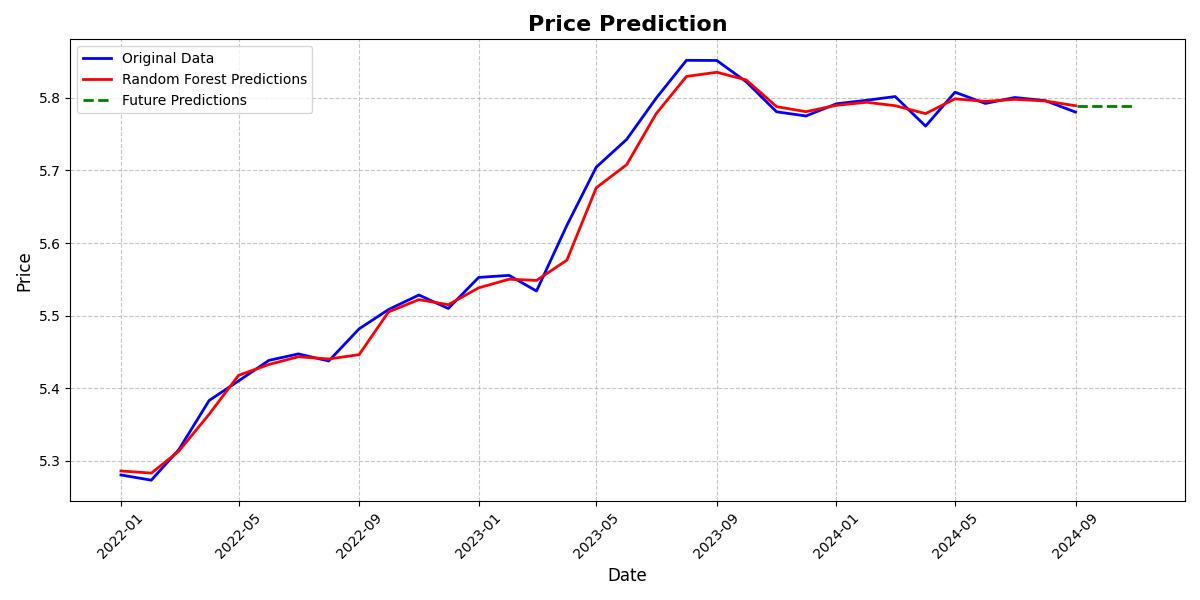 Price Prediction
Original Data
Random Forest Predictions
Future Predictions
Price
5.8
5.7
5.6
5.5
5.4
5.3
2022-01
2022-05
2022-09
2023-01
2023-05
2023-09
2024-01
2024-05
2024-09
Date